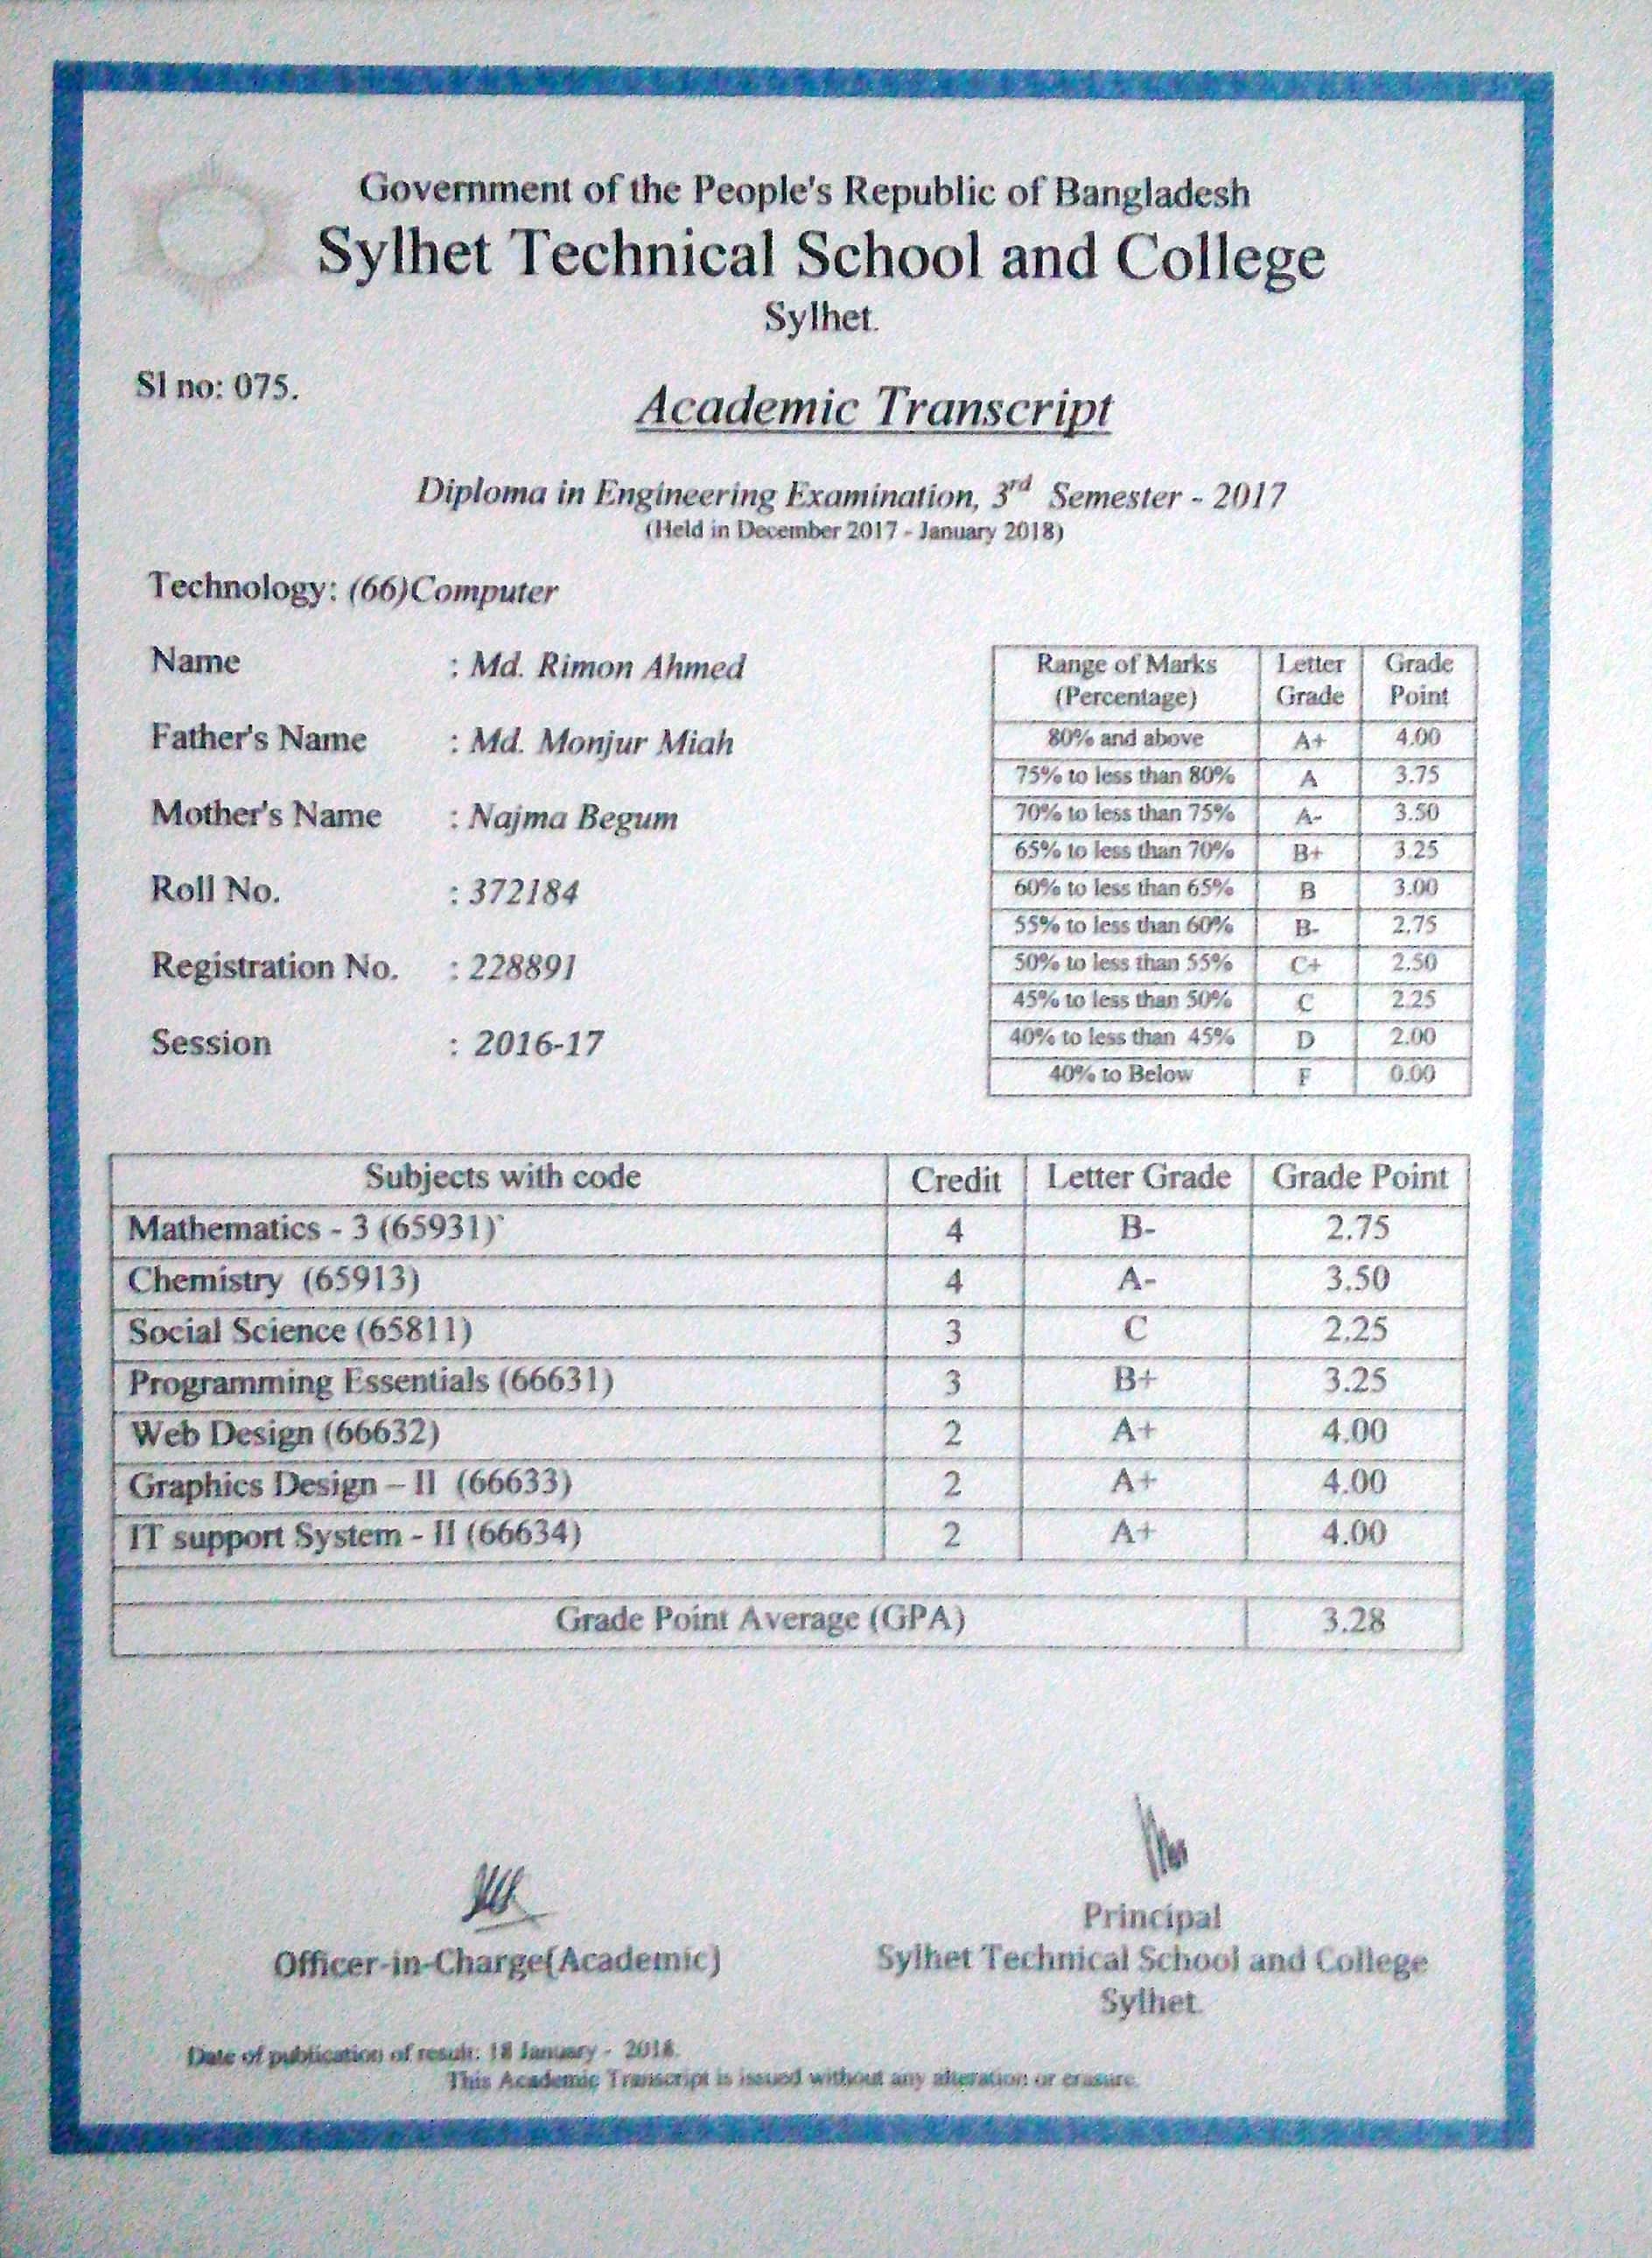 Government of the People's Republic of Bangladesh
Sylhet Technical School and College
Sylhet.
Sl no: 075.
Academic Transcript
Diploma in Engineering Examination, 3rd Semester - 2017
(Held in December 2017 - January 2018)
Technology: (66)Computer
Name : Md. Rimon Ahmed
Father's Name : Md. Monjur Miah
Mother's Name : Najma Begum
Roll No. : 372184
Registration No. : 228891
Session : 2016-17
Range of Marks (Percentage) Letter Grade Grade Point
80% and above A+ 4.00
75% to less than 80% A 3.75
70% to less than 75% A- 3.50
65% to less than 70% B+ 3.25
60% to less than 65% B 3.00
55% to less than 60% B- 2.75
50% to less than 55% C+ 2.50
45% to less than 50% C 2.25
40% to less than 45% D 2.00
40% to Below F 0.00
Subjects with code Credit Letter Grade Grade Point
Mathematics - 3 (65931) 4 B- 2.75
Chemistry (65913) 4 A- 3.50
Social Science (65811) 3 C 2.25
Programming Essentials (66631) 3 B+ 3.25
Web Design (66632) 2 A+ 4.00
Graphics Design – II (66633) 2 A+ 4.00
IT support System - II (66634) 2 A+ 4.00
Grade Point Average (GPA) 3.28
Officer-in-Charge(Academic)
Principal
Sylhet Technical School and College
Sylhet.
Date of publication of result: 18 January - 2018.
This Academic Transcript is issued without any alteration or erasure.